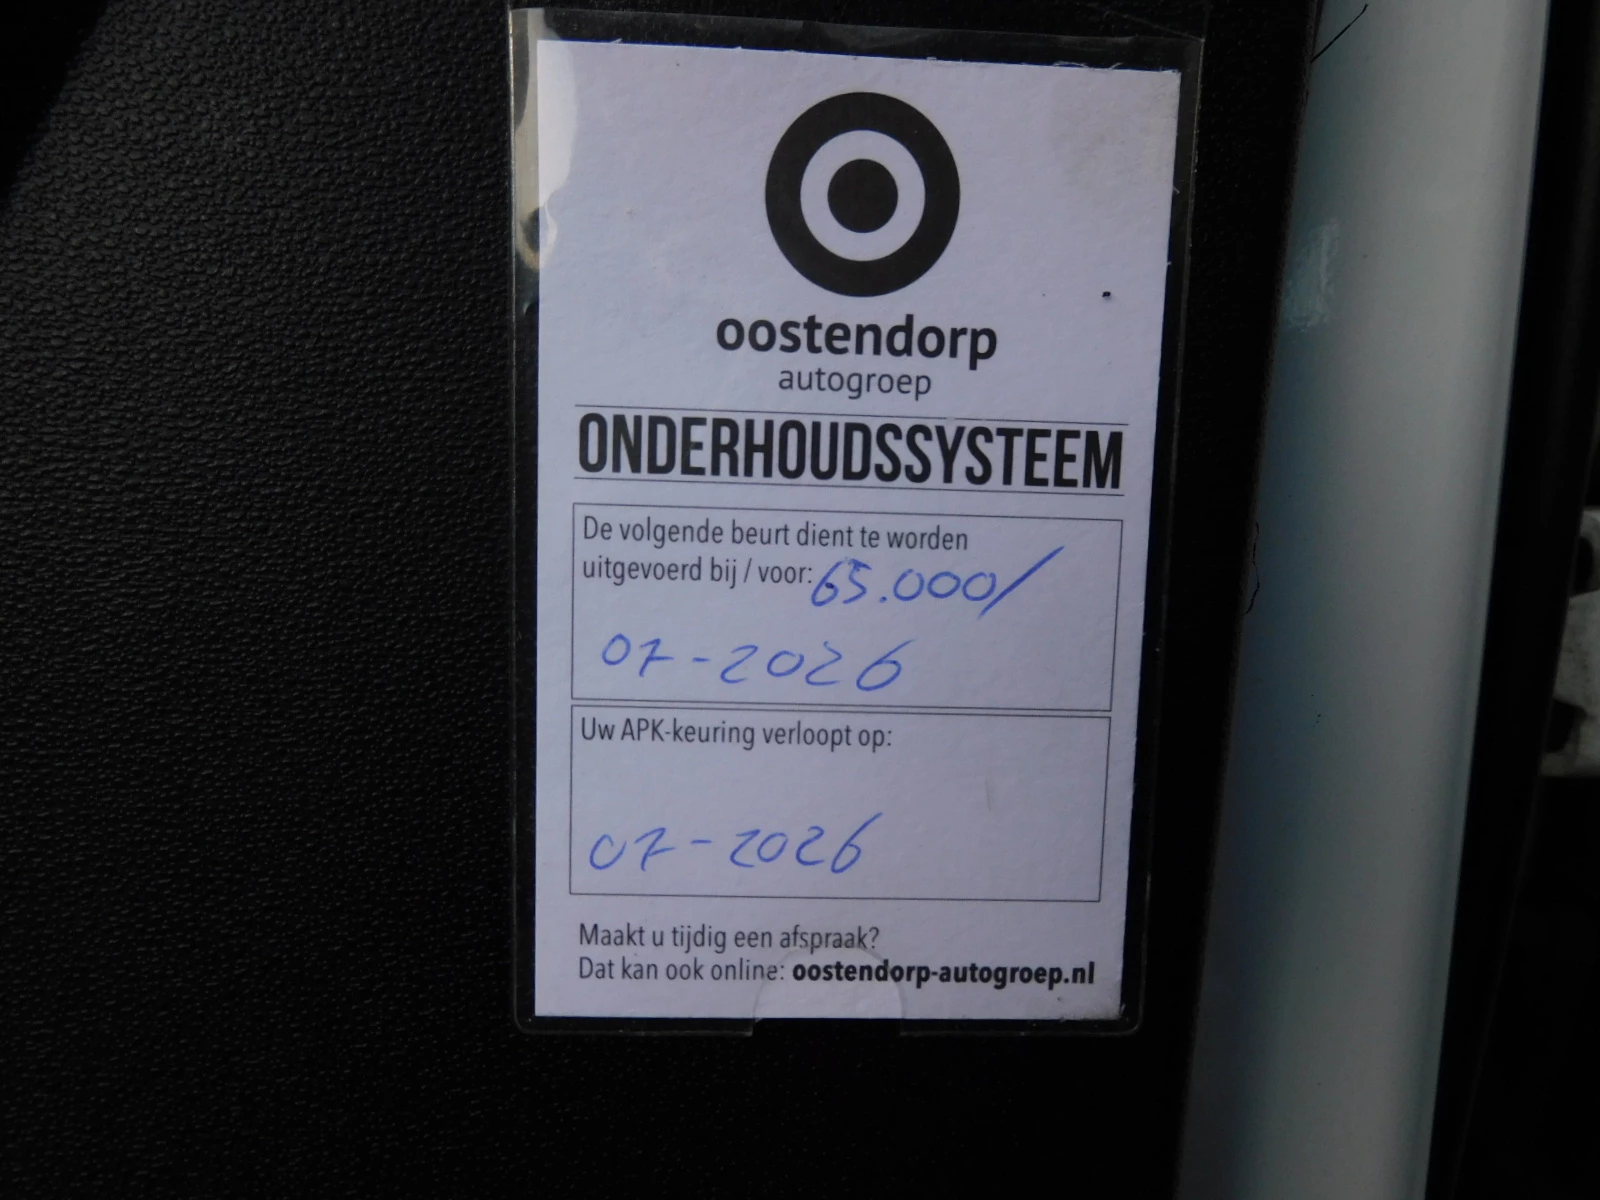 oostendorp
autogroep
ONDERHOUDSSYSTEEM
De volgende beurt dient te worden
uitgevoerd bij / voor: 65.000/
07-2026
Uw APK-keuring verloopt op:
07-2026
Maakt u tijdig een afspraak?
Dat kan ook online: oostendorp-autogroep.nl